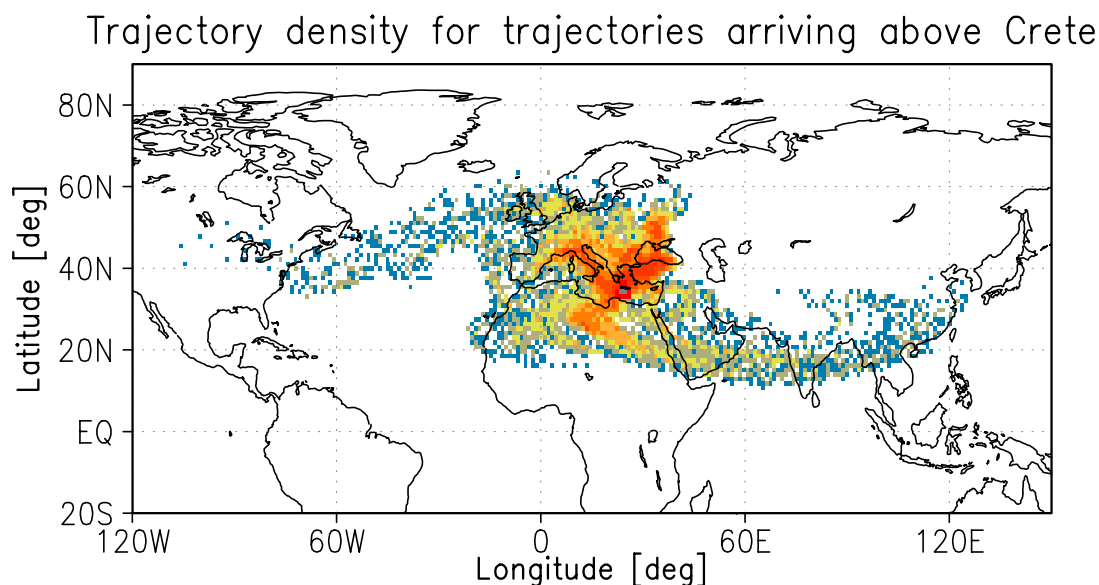 Trajectory density for trajectories arriving above Crete
80N
60N
40N
20N
EQ
20S
120W
60W
0
60E
120E
Latitude [deg]
Longitude [deg]